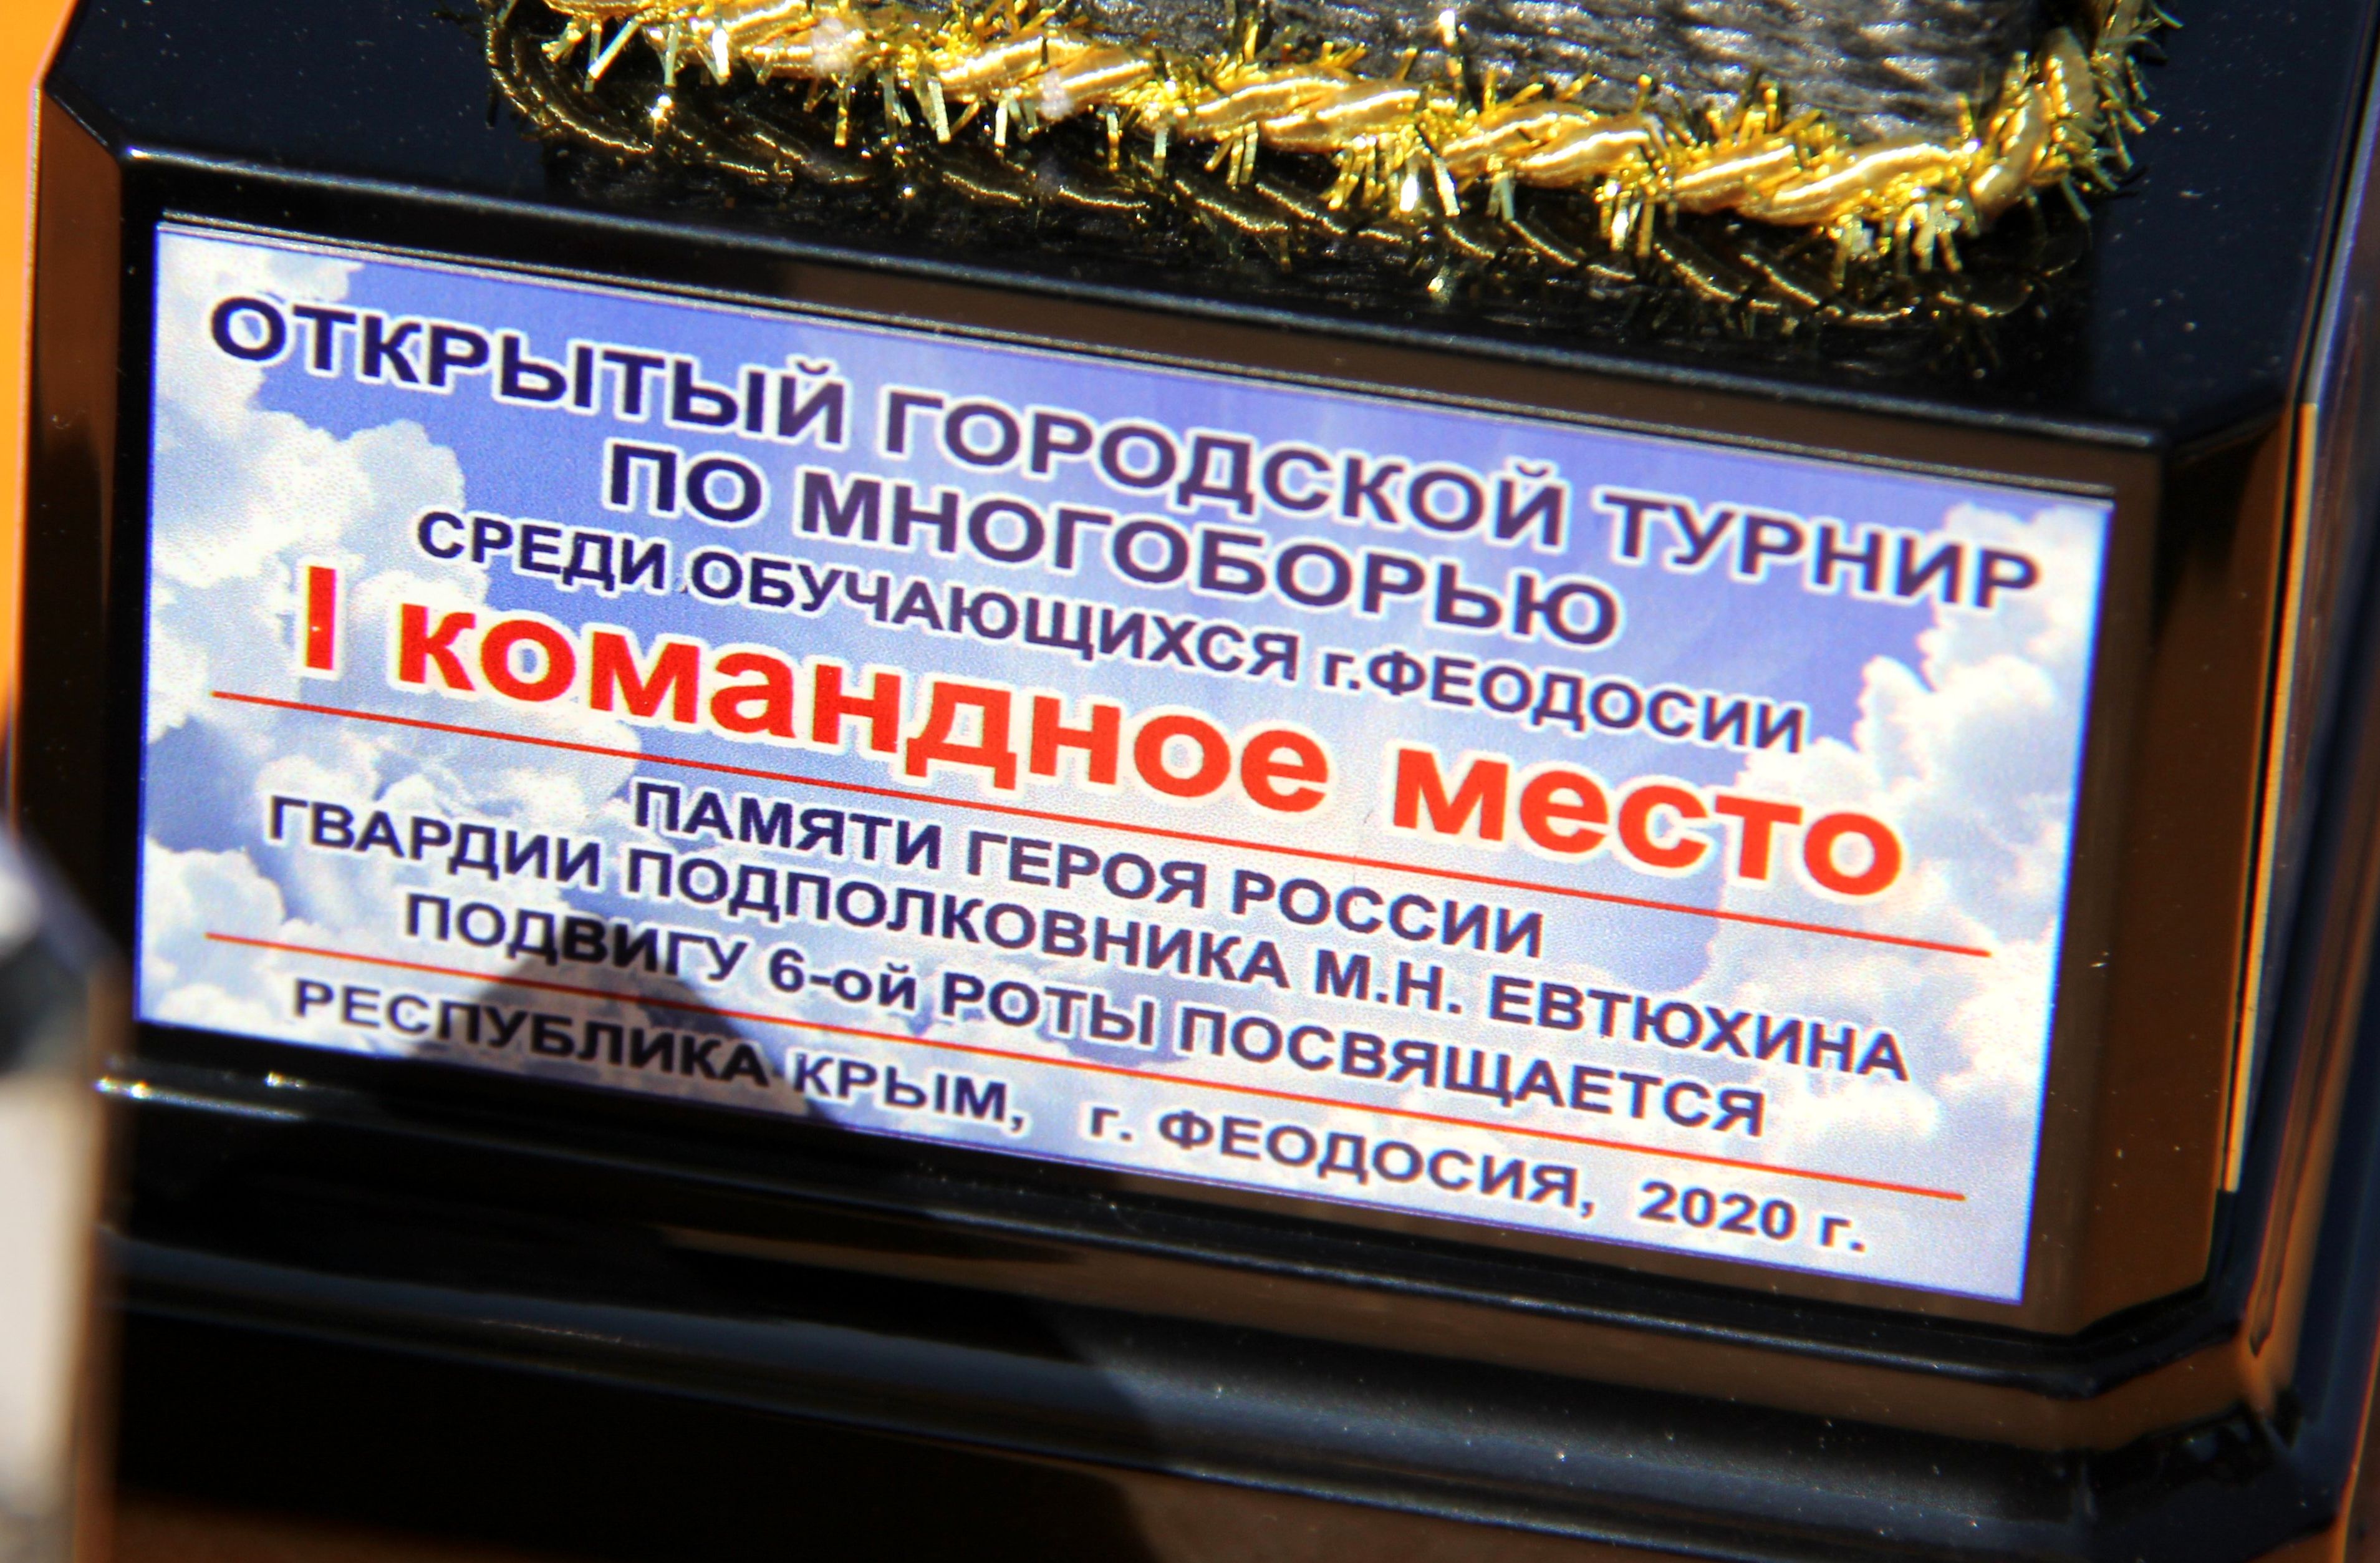 ОТКРЫТЫЙ ГОРОДСКОЙ ТУРНИР
ПО МНОГОБОРЬЮ
СРЕДИ ОБУЧАЮЩИХСЯ г.ФЕОДОСИИ
I командное место
ПАМЯТИ ГЕРОЯ РОССИИ
ГВАРДИИ ПОДПОЛКОВНИКА М.Н. ЕВТЮХИНА
ПОДВИГУ 6-ой РОТЫ ПОСВЯЩАЕТСЯ
РЕСПУБЛИКА КРЫМ, г. ФЕОДОСИЯ, 2020 г.